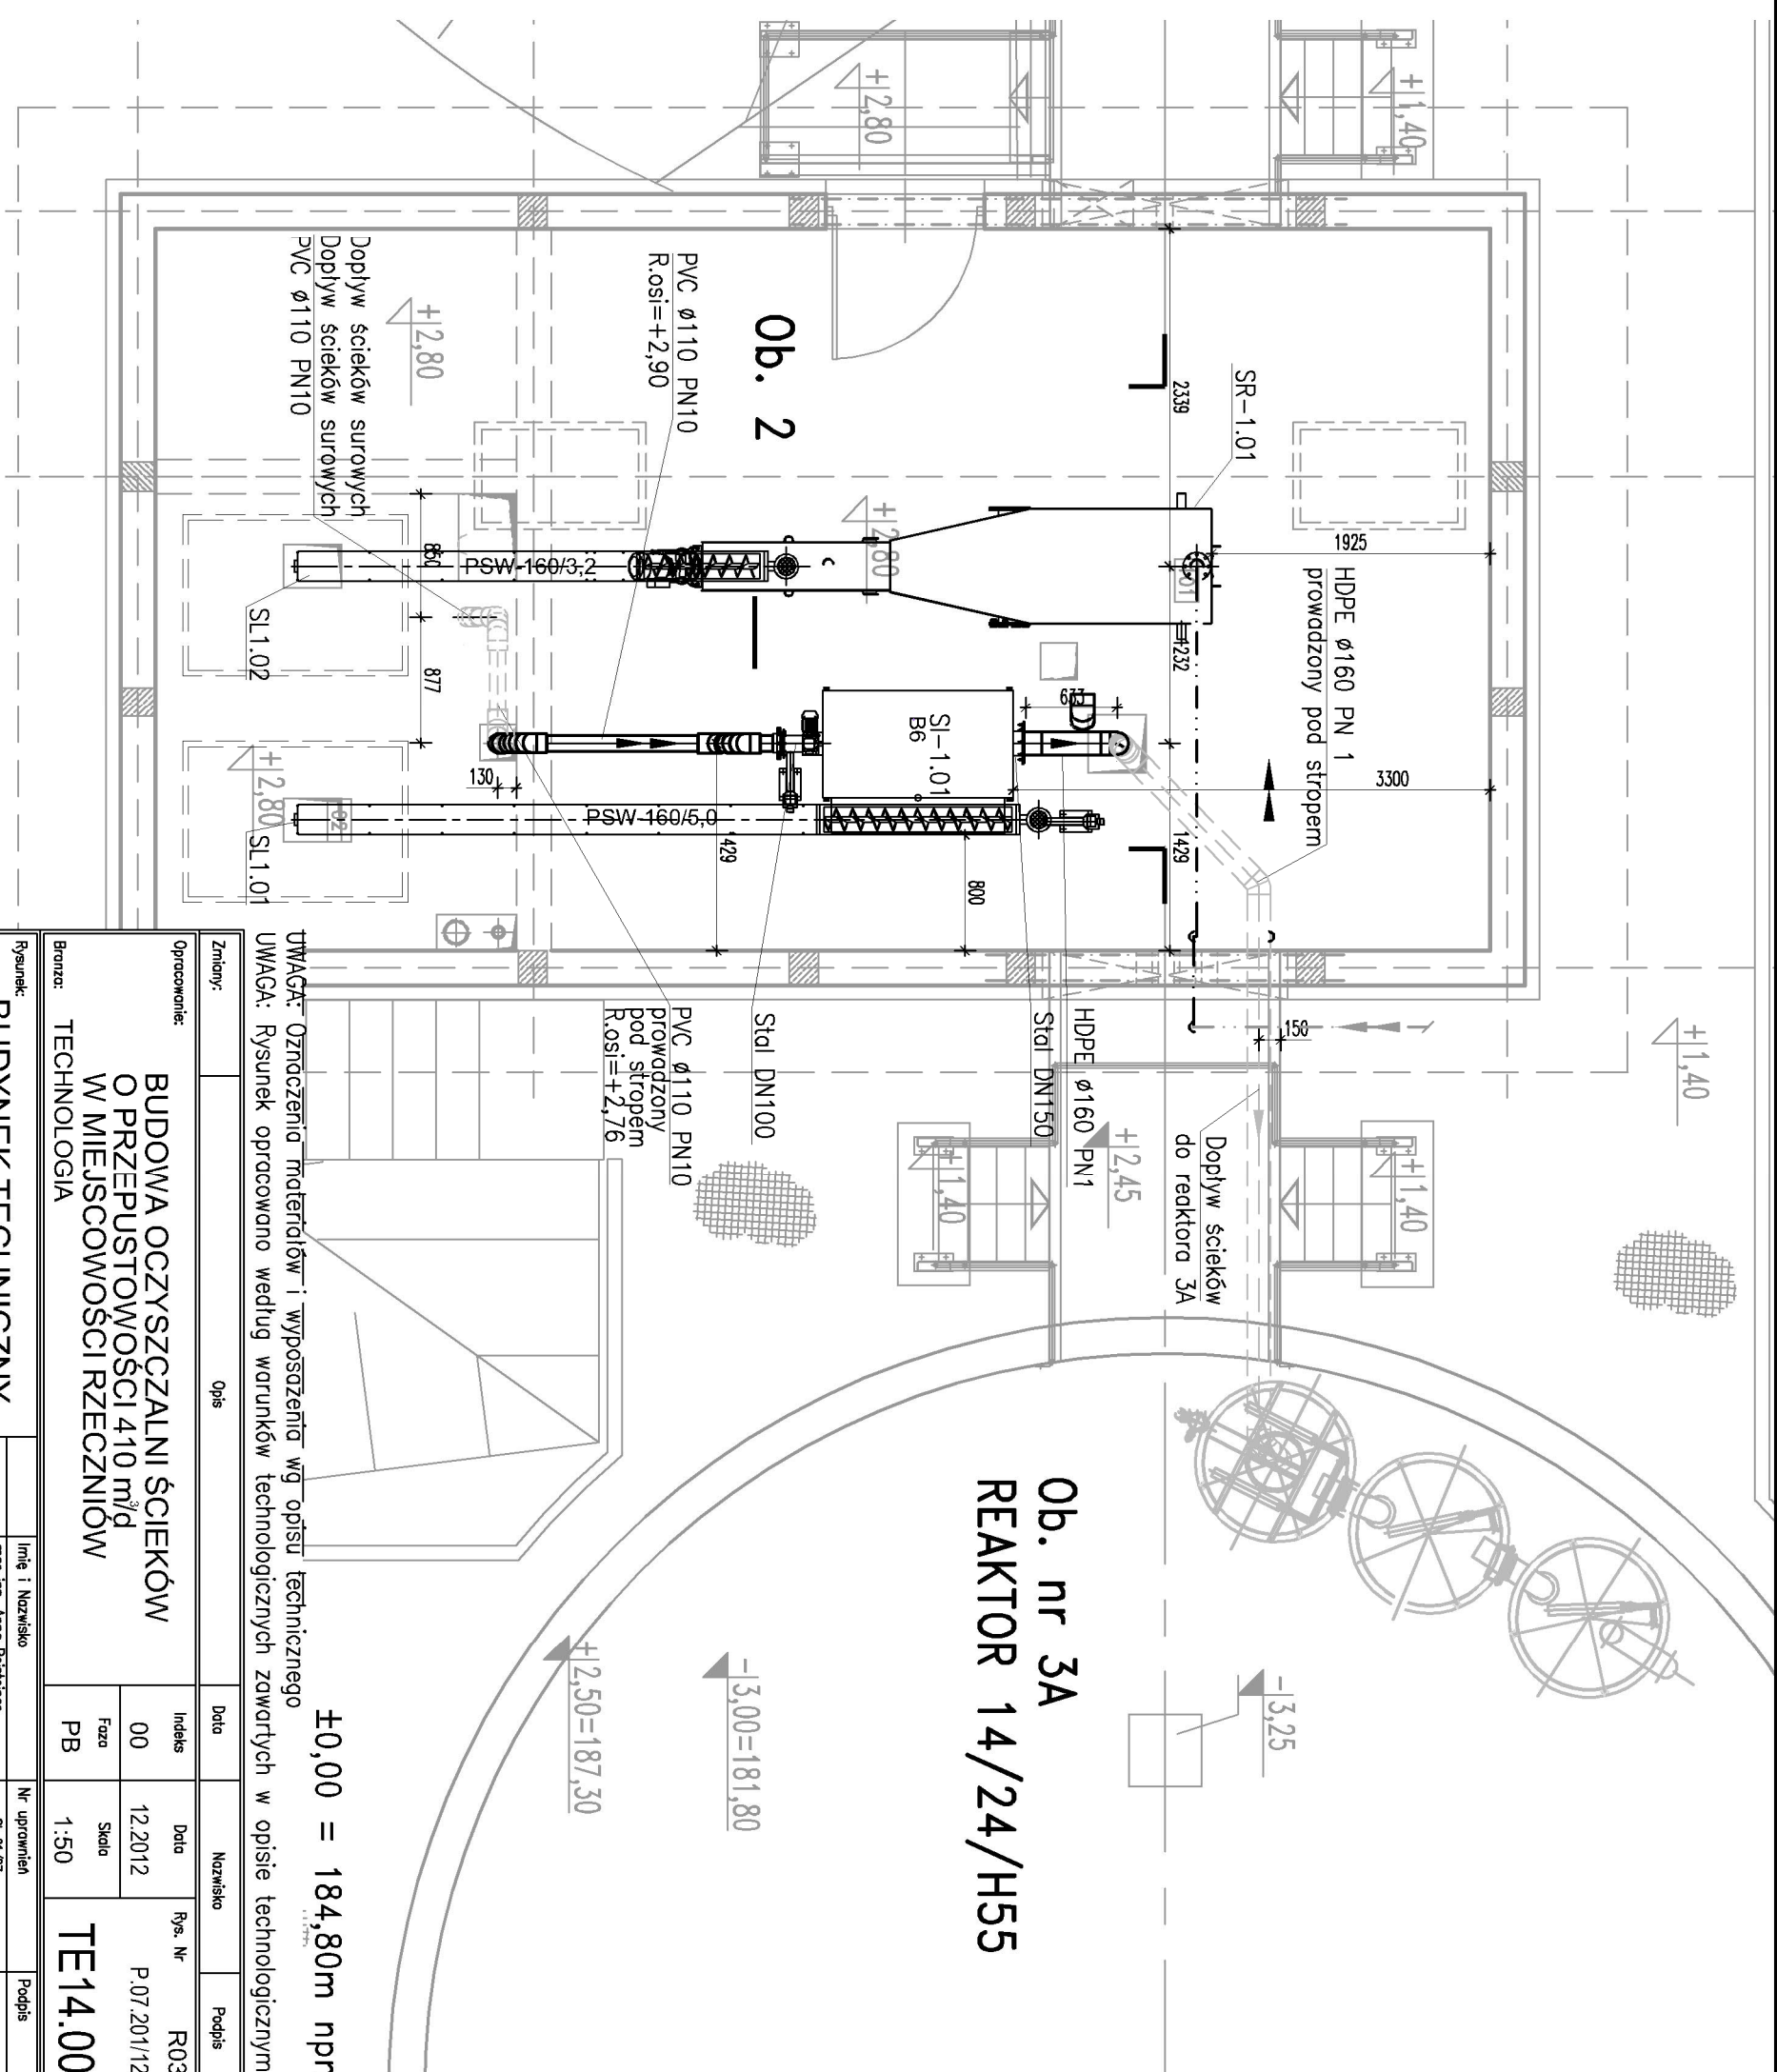 +1,40
+2,80
+1,40
SR-1.01
2339
1925
HDPE ø160 PN 1
prowadzony pod stropem
3300
Ob. 2
PVC ø110 PN10
R.osi=+2,90
+2,80
Dopływ ścieków surowych
Dopływ ścieków surowych
PVC ø110 PN10
+2,80
1232
1429
633
SI-1.01
B6
PSW-160/3,2
PSW-160/5,0
850
877
130
429
800
SL1.02
+2,80
SL1.01
150
+1,40
+2,45
+1,40
Dopływ ścieków
do reaktora 3A
HDPE ø160 PN1
Stal DN150
+1,40
Stal DN100
PVC ø110 PN10
prowadzony
pod stropem
R.osi=+2,76
Ob. nr 3A
REAKTOR 14/24/H55
-3,25
-3,00=181,80
+2,50=187,30
±0,00 = 184,80m
UWAGA: Oznaczenia materiałów i wyposażenia wg opisu technicznego
UWAGA: Rysunek opracowano według warunków technologicznych zawartych w opisie technologicznym
Zmiany:
Opis
Data
Nazwisko
Podpis
Opracowanie:
BUDOWA OCZYSZCZALNI ŚCIEKÓW
O PRZEPUSTOWOŚCI 410 m³/d
W MIEJSCOWOŚCI RZECZNIÓW
Branża:
TECHNOLOGIA
Indeks
00
Data
12.2012
Rys. Nr
R03
P.07.201/12
Faza
PB
Skala
1:50
TE14.00
Rysunek:
BUDYNEK TECHNICZNY
Imię i Nazwisko
Nr uprawnień
Podpis